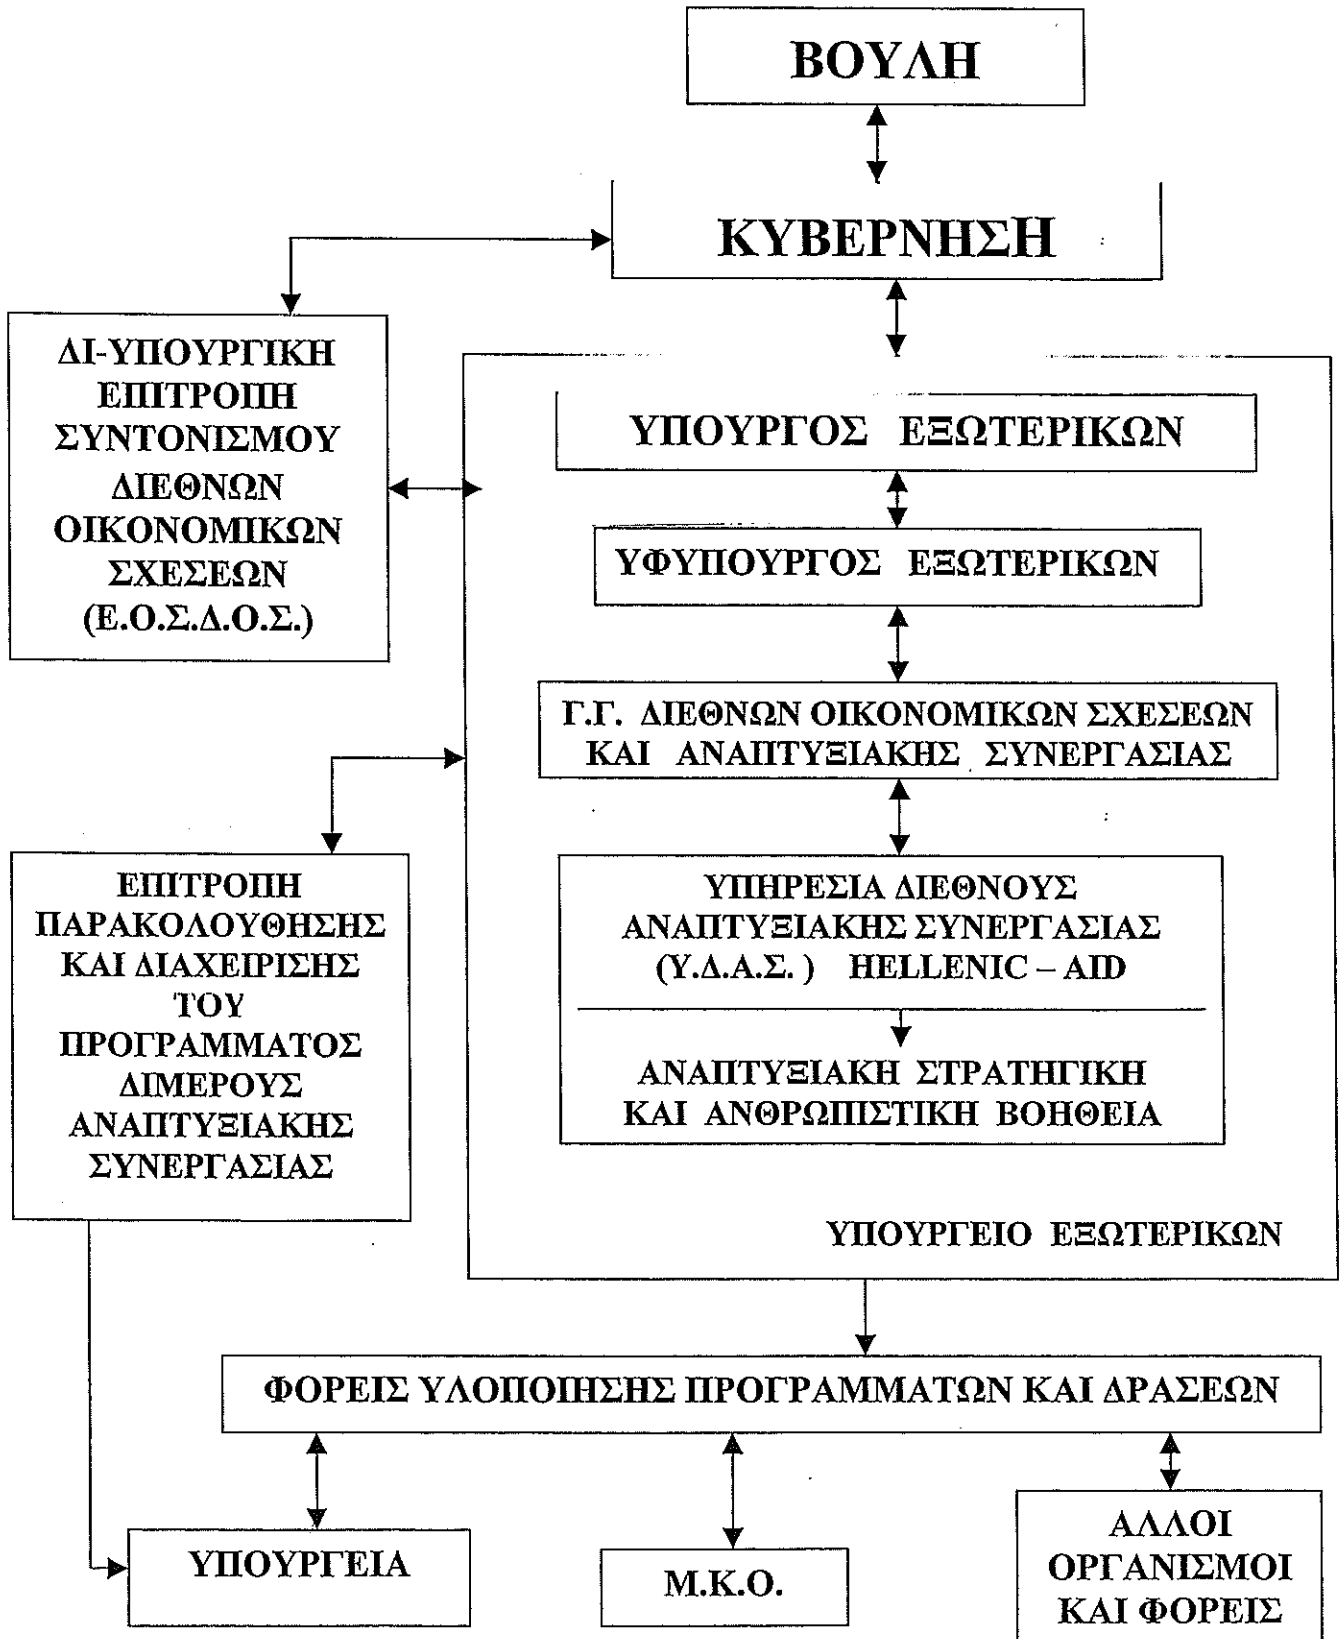 ΒΟΥΛΗ
ΚΥΒΕΡΝΗΣΗ
ΔΙ-ΥΠΟΥΡΓΙΚΗ
ΕΠΙΤΡΟΠΗ
ΣΥΝΤΟΝΙΣΜΟΥ
ΔΙΕΘΝΩΝ
ΟΙΚΟΝΟΜΙΚΩΝ
ΣΧΕΣΕΩΝ
(Ε.Ο.Σ.Δ.Ο.Σ.)
ΥΠΟΥΡΓΟΣ ΕΞΩΤΕΡΙΚΩΝ
ΥΦΥΠΟΥΡΓΟΣ ΕΞΩΤΕΡΙΚΩΝ
Γ.Γ. ΔΙΕΘΝΩΝ ΟΙΚΟΝΟΜΙΚΩΝ ΣΧΕΣΕΩΝ
ΚΑΙ ΑΝΑΠΤΥΞΙΑΚΗΣ ΣΥΝΕΡΓΑΣΙΑΣ
ΕΠΙΤΡΟΠΗ
ΠΑΡΑΚΟΛΟΥΘΗΣΗΣ
ΚΑΙ ΔΙΑΧΕΙΡΙΣΗΣ
ΤΟΥ
ΠΡΟΓΡΑΜΜΑΤΟΣ
ΔΙΜΕΡΟΥΣ
ΑΝΑΠΤΥΞΙΑΚΗΣ
ΣΥΝΕΡΓΑΣΙΑΣ
ΥΠΗΡΕΣΙΑ ΔΙΕΘΝΟΥΣ
ΑΝΑΠΤΥΞΙΑΚΗΣ ΣΥΝΕΡΓΑΣΙΑΣ
(Υ.Δ.Α.Σ. ) HELLENIC – AID
ΑΝΑΠΤΥΞΙΑΚΗ ΣΤΡΑΤΗΓΙΚΗ
ΚΑΙ ΑΝΘΡΩΠΙΣΤΙΚΗ ΒΟΗΘΕΙΑ
ΥΠΟΥΡΓΕΙΟ ΕΞΩΤΕΡΙΚΩΝ
ΦΟΡΕΙΣ ΥΛΟΠΟΙΗΣΗΣ ΠΡΟΓΡΑΜΜΑΤΩΝ ΚΑΙ ΔΡΑΣΕΩΝ
ΥΠΟΥΡΓΕΙΑ
Μ.Κ.Ο.
ΑΛΛΟΙ
ΟΡΓΑΝΙΣΜΟΙ
ΚΑΙ ΦΟΡΕΙΣ